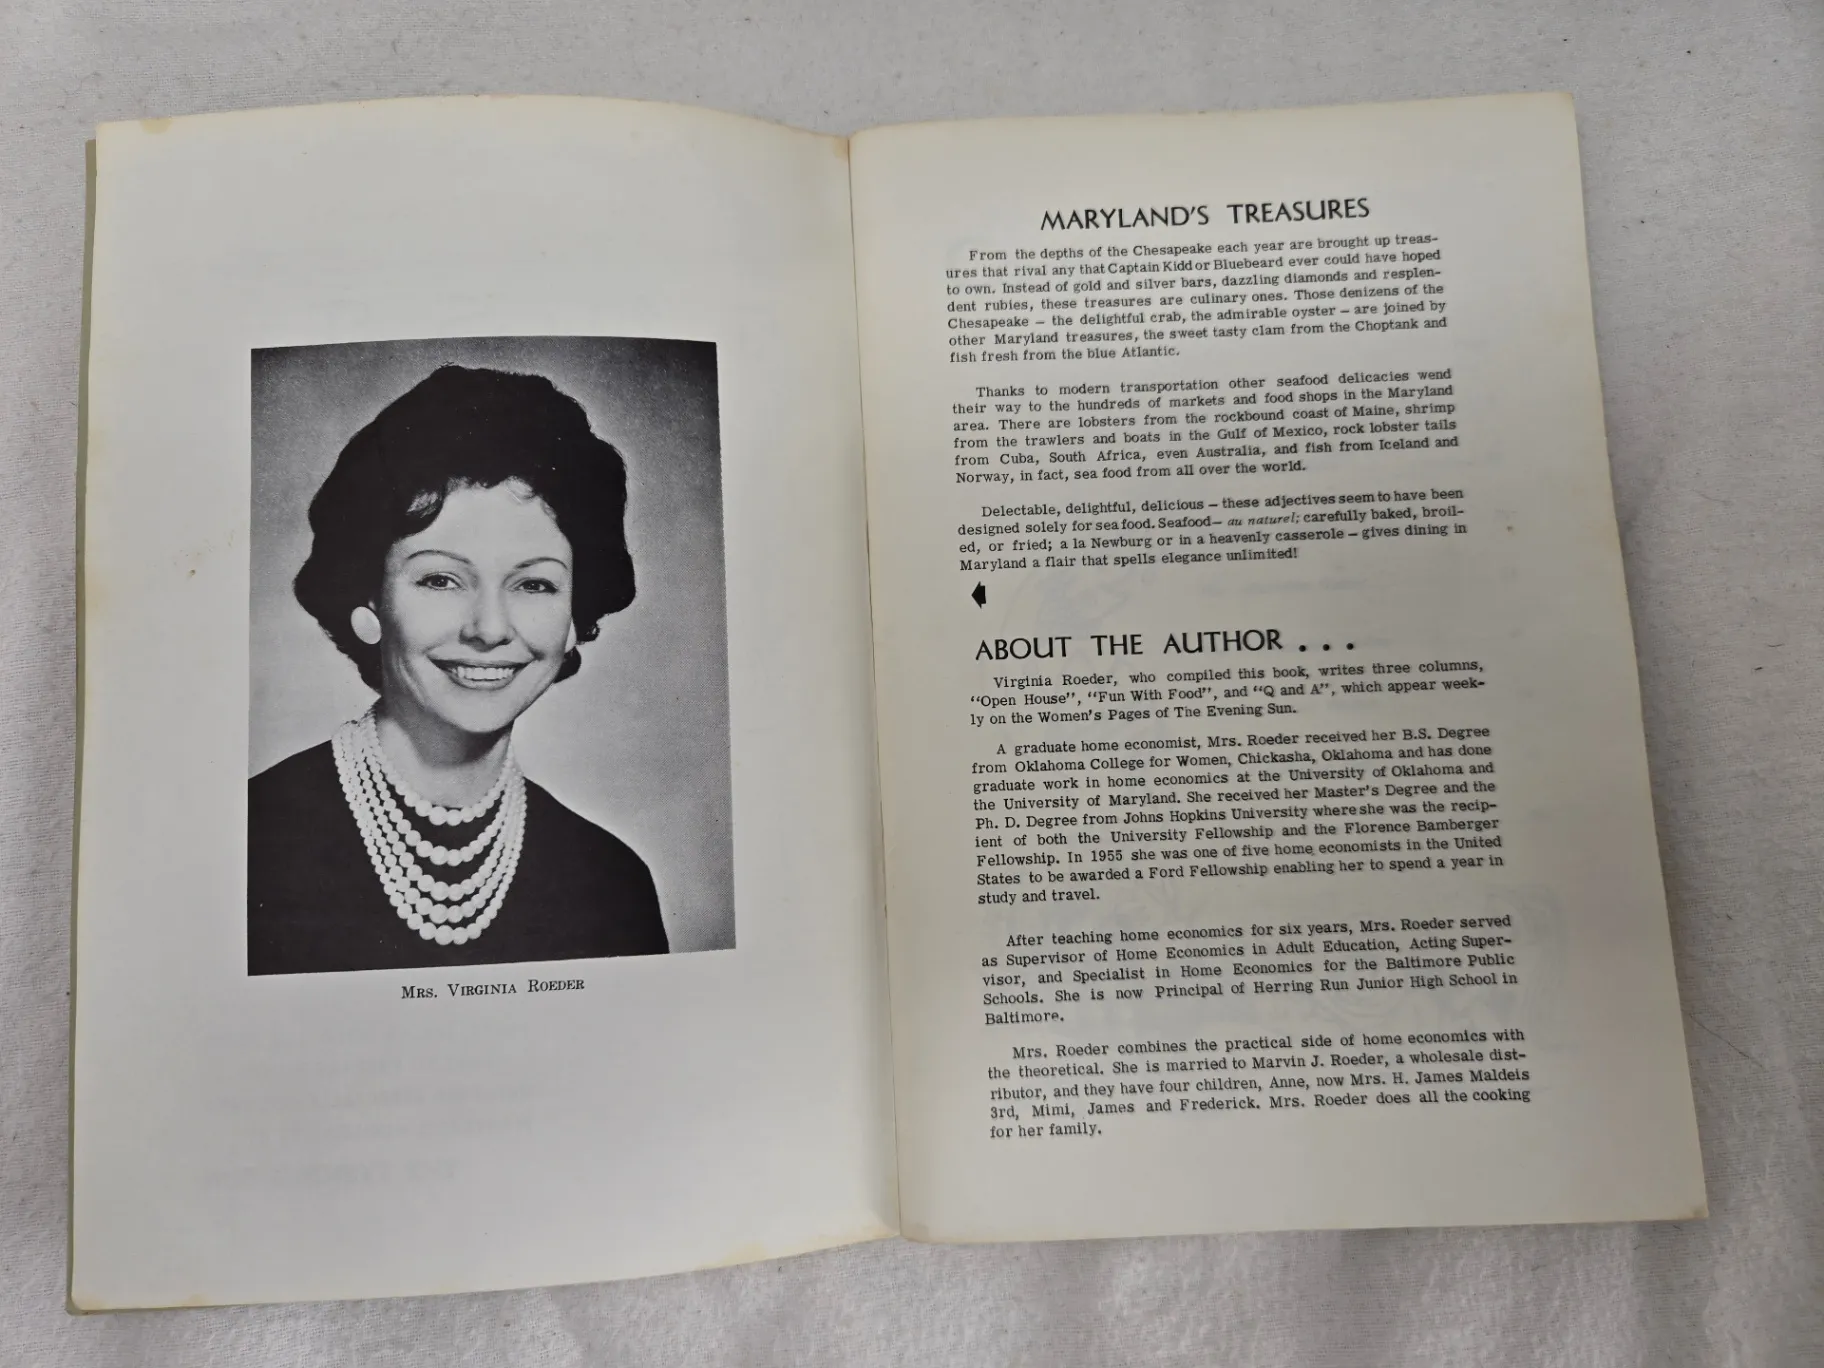 MRS. VIRGINIA ROEDER
MARYLAND'S TREASURES
From the depths of the Chesapeake each year are brought up treas-
ures that rival any that Captain Kidd or Bluebeard ever could have hoped
to own. Instead of gold and silver bars, dazzling diamonds and resplen-
dent rubies, these treasures are culinary ones. Those denizens of the
Chesapeake — the delightful crab, the admirable oyster — are joined by
other Maryland treasures, the sweet tasty clam from the Choptank and
fish fresh from the blue Atlantic.
Thanks to modern transportation other seafood delicacies wend
their way to the hundreds of markets and food shops in the Maryland
area. There are lobsters from the rockbound coast of Maine, shrimp
from the trawlers and boats in the Gulf of Mexico, rock lobster tails
from Cuba, South Africa, even Australia, and fish from Iceland and
Norway, in fact, sea food from all over the world.
Delectable, delightful, delicious — these adjectives seem to have been
designed solely for sea food. Seafood— au naturel; carefully baked, broil-
ed, or fried; a la Newburg or in a heavenly casserole — gives dining in
Maryland a flair that spells elegance unlimited!
ABOUT THE AUTHOR . . .
Virginia Roeder, who compiled this book, writes three columns,
"Open House", "Fun With Food", and "Q and A", which appear week-
ly on the Women's Pages of The Evening Sun.
A graduate home economist, Mrs. Roeder received her B.S. Degree
from Oklahoma College for Women, Chickasha, Oklahoma and has done
graduate work in home economics at the University of Oklahoma and
the University of Maryland. She received her Master's Degree and the
Ph. D. Degree from Johns Hopkins University where she was the recip-
ient of both the University Fellowship and the Florence Bamberger
Fellowship. In 1955 she was one of five home economists in the United
States to be awarded a Ford Fellowship enabling her to spend a year in
study and travel.
After teaching home economics for six years, Mrs. Roeder served
as Supervisor of Home Economics in Adult Education, Acting Super-
visor, and Specialist in Home Economics for the Baltimore Public
Schools. She is now Principal of Herring Run Junior High School in
Baltimore.
Mrs. Roeder combines the practical side of home economics with
the theoretical. She is married to Marvin J. Roeder, a wholesale dist-
ributor, and they have four children, Anne, now Mrs. H. James Maldeis
3rd, Mimi, James and Frederick. Mrs. Roeder does all the cooking
for her family.